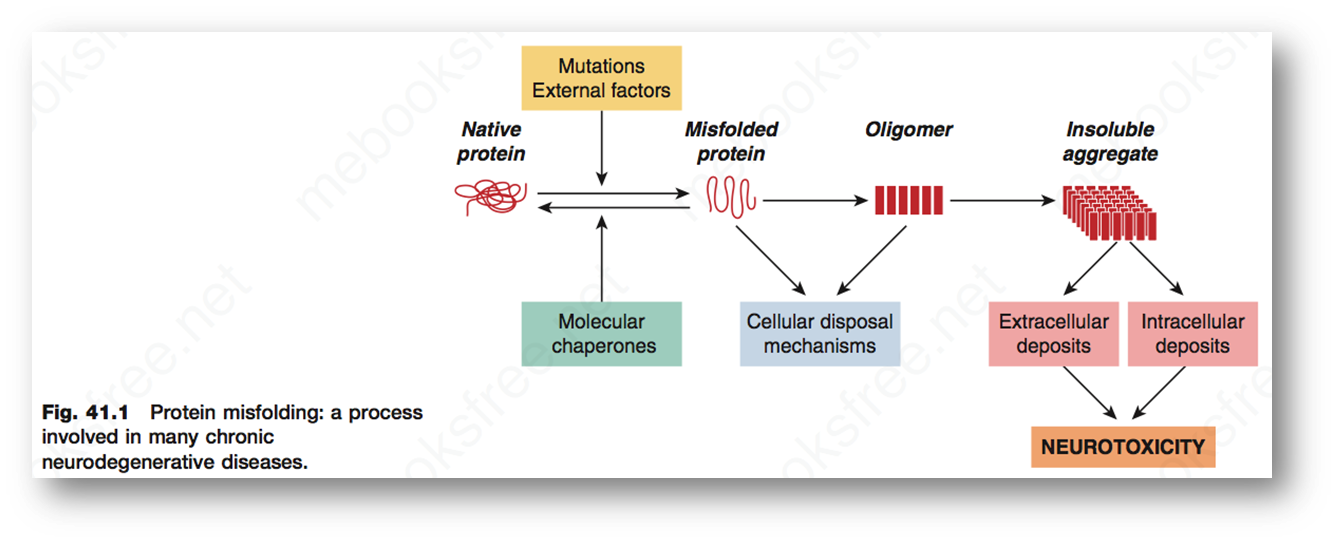 Mutations
External factors
Native
protein
Misfolded
protein
Oligomer
Insoluble
aggregate
Molecular
chaperones
Cellular disposal
mechanisms
Extracellular
deposits
Intracellular
deposits
NEUROTOXICITY
Fig. 41.1 Protein misfolding: a process
involved in many chronic
neurodegenerative diseases.
mebooksfree.net